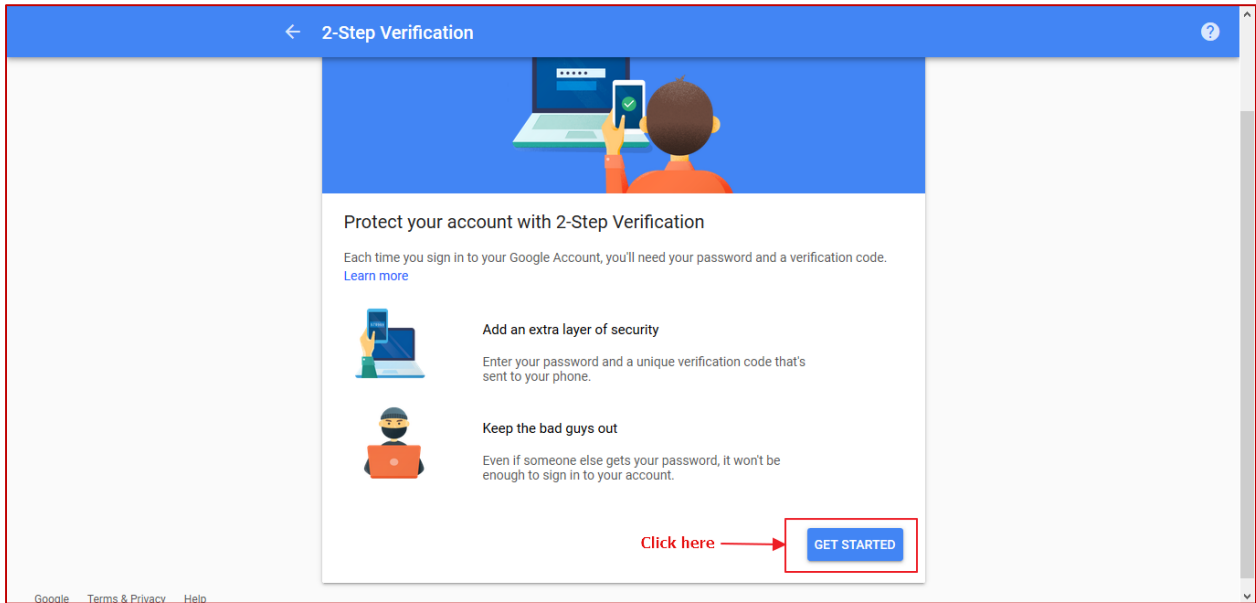 2-Step Verification
Protect your account with 2-Step Verification
Each time you sign in to your Google Account, you'll need your password and a verification code.
Learn more
Add an extra layer of security
Enter your password and a unique verification code that's
sent to your phone.
Keep the bad guys out
Even if someone else gets your password, it won't be
enough to sign in to your account.
Click here
GET STARTED
Google Terms & Privacy Help